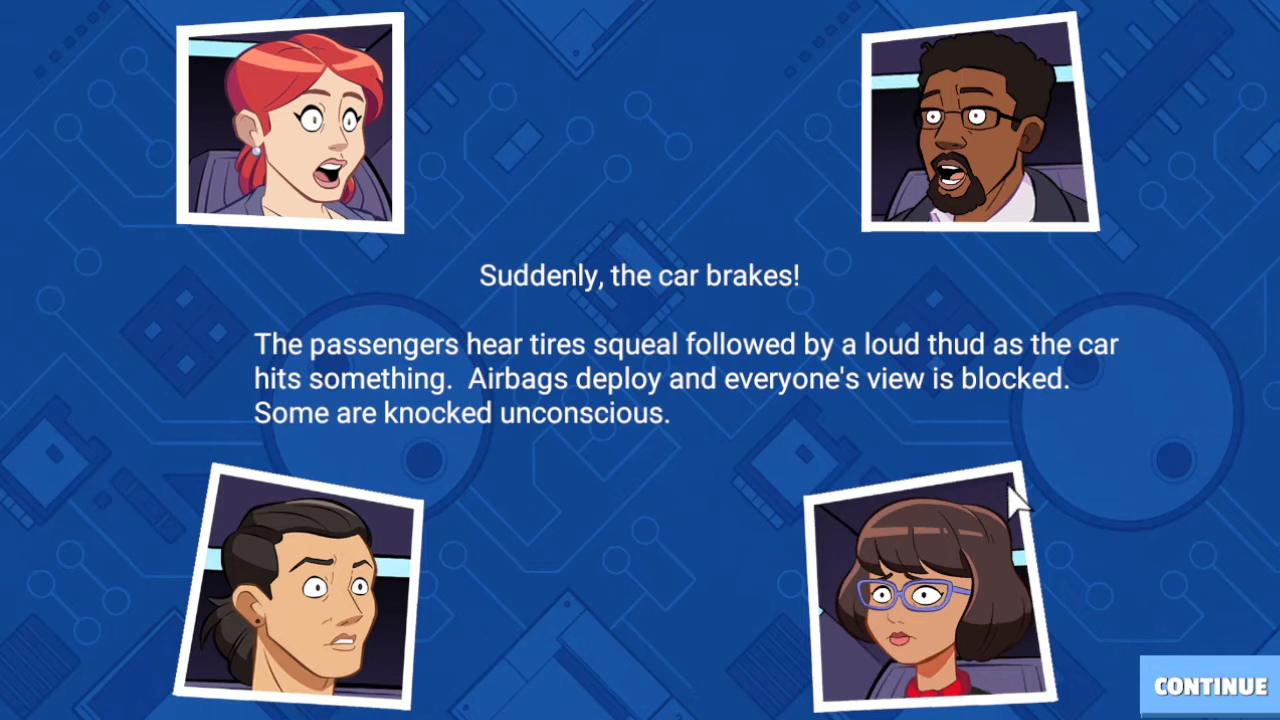 Suddenly, the car brakes!
The passengers hear tires squeal followed by a loud thud as the car
hits something.  Airbags deploy and everyone's view is blocked.
Some are knocked unconscious.
CONTINUE